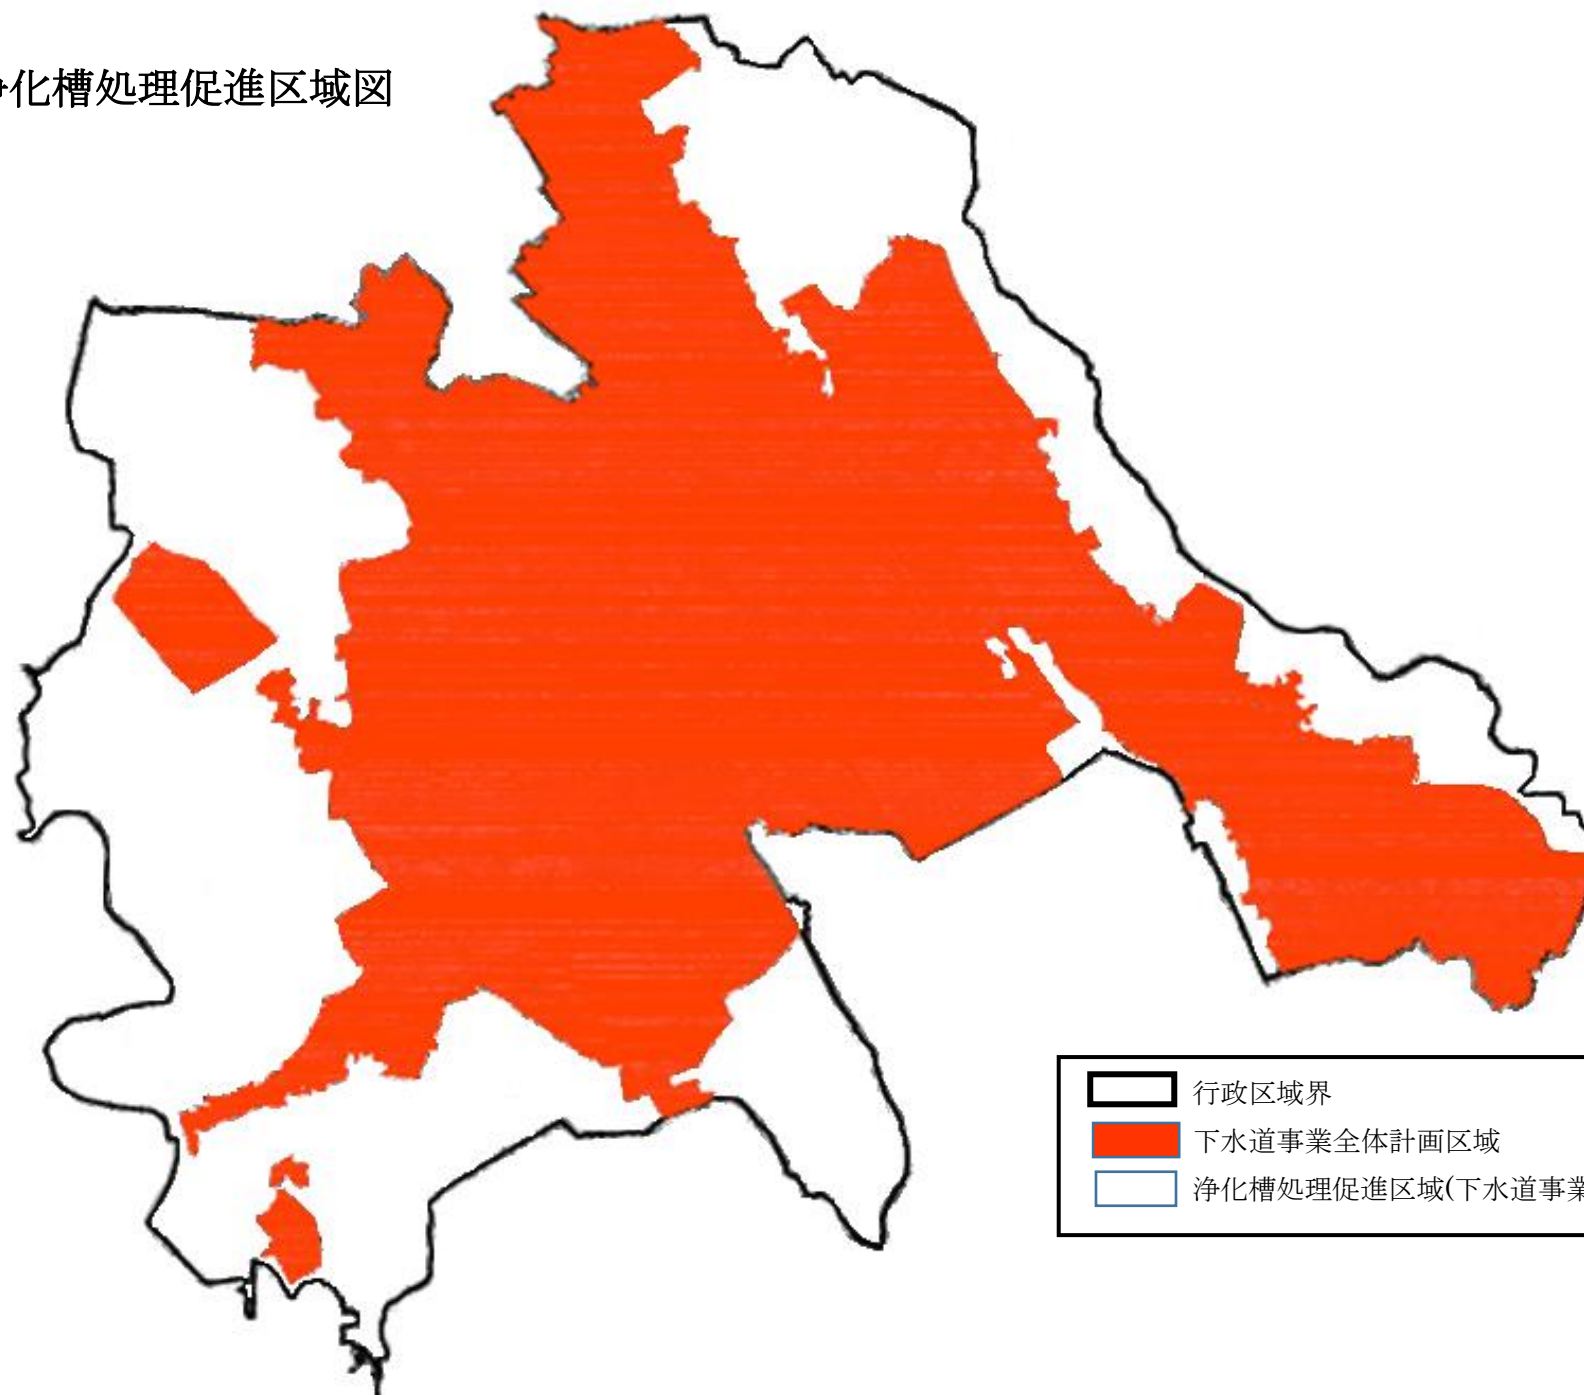 浄化槽処理促進区域図
行政区域界
下水道事業全体計画区域
浄化槽処理促進区域(下水道事業